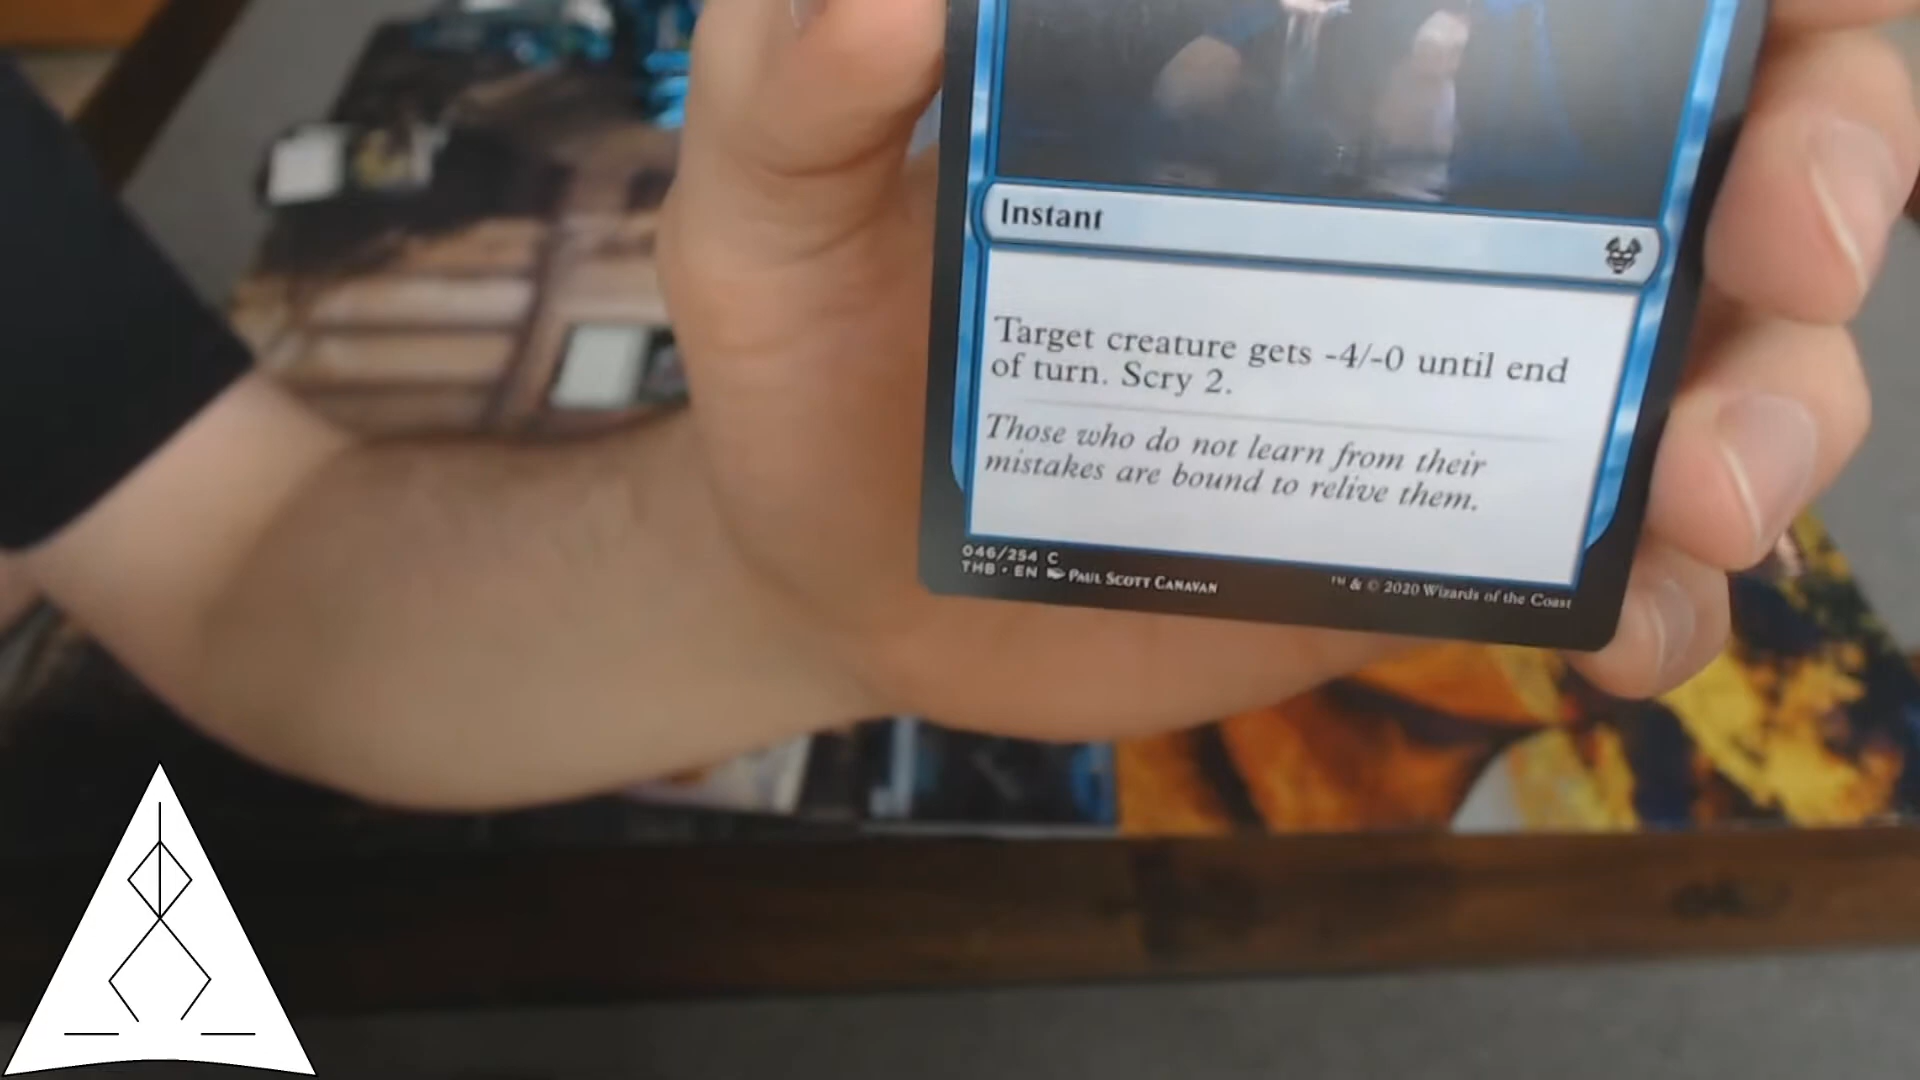 Instant
Target creature gets -4/-0 until end
of turn. Scry 2.
Those who do not learn from their
mistakes are bound to relive them.
046/254 C
THB • EN Paul Scott Canavan
™ & © 2020 Wizards of the Coast